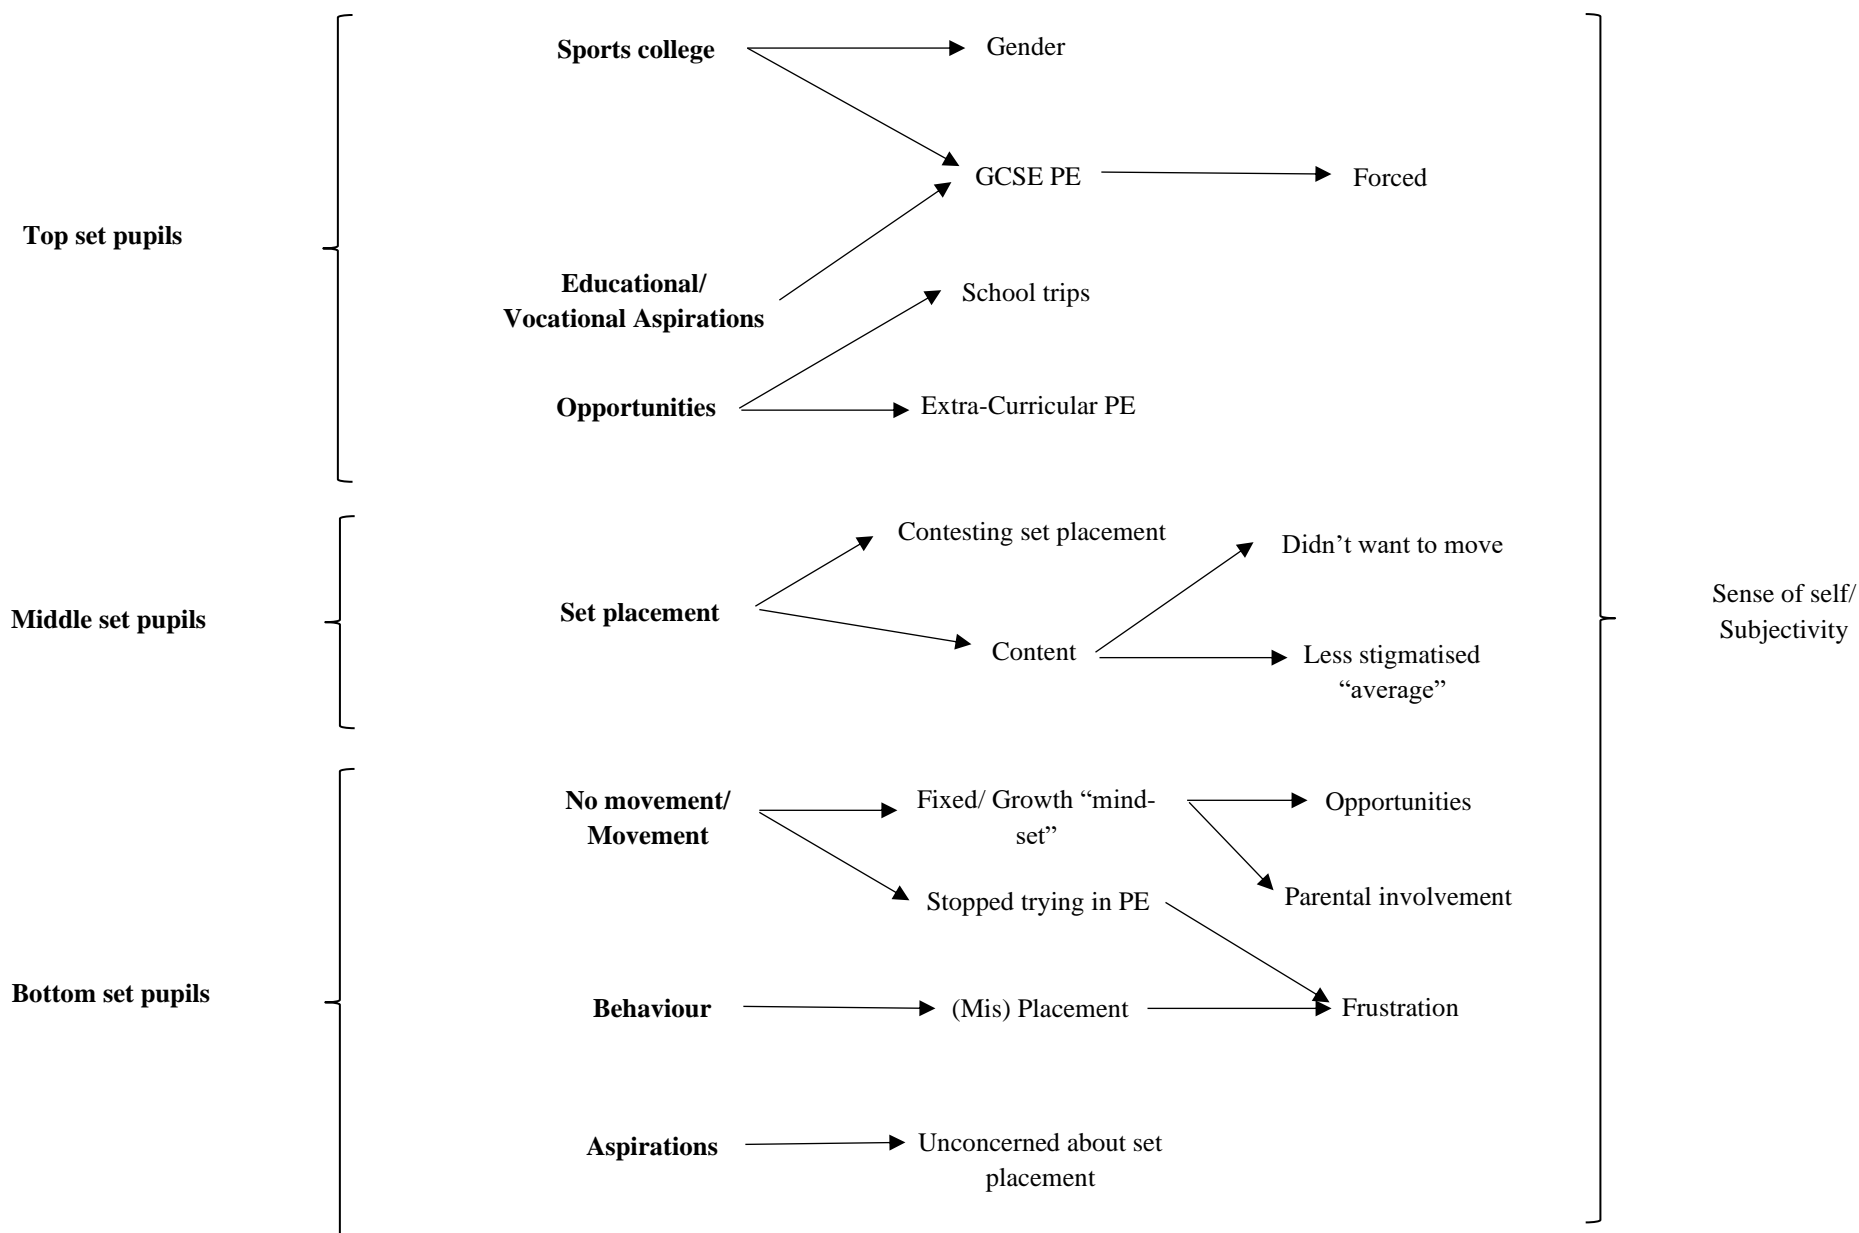 Sports college
Gender
GCSE PE
Forced
Top set pupils
Educational/
Vocational Aspirations
School trips
Opportunities
Extra-Curricular PE
Contesting set placement
Didn’t want to move
Middle set pupils
Set placement
Content
Less stigmatised
“average”
Sense of self/
Subjectivity
No movement/
Movement
Fixed/ Growth “mind-
set”
Opportunities
Stopped trying in PE
Parental involvement
Bottom set pupils
Behaviour
(Mis) Placement
Frustration
Aspirations
Unconcerned about set
placement